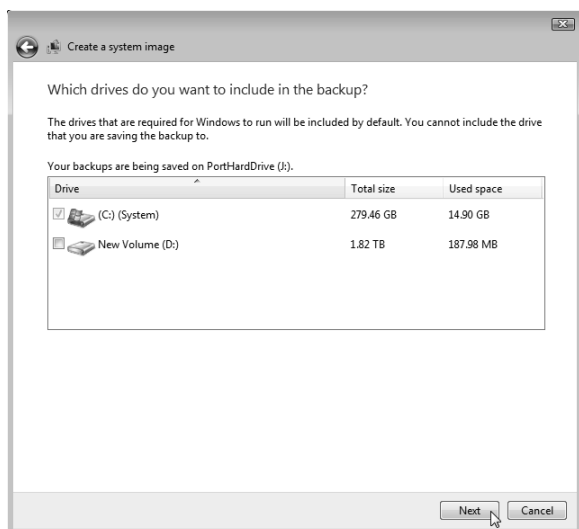 Create a system image
Which drives do you want to include in the backup?
The drives that are required for Windows to run will be included by default. You cannot include the drive
that you are saving the backup to.
Your backups are being saved on PortHardDrive (J:).
Drive Total size Used space
(C:) (System) 279.46 GB 14.90 GB
New Volume (D:) 1.82 TB 187.98 MB
Next Cancel